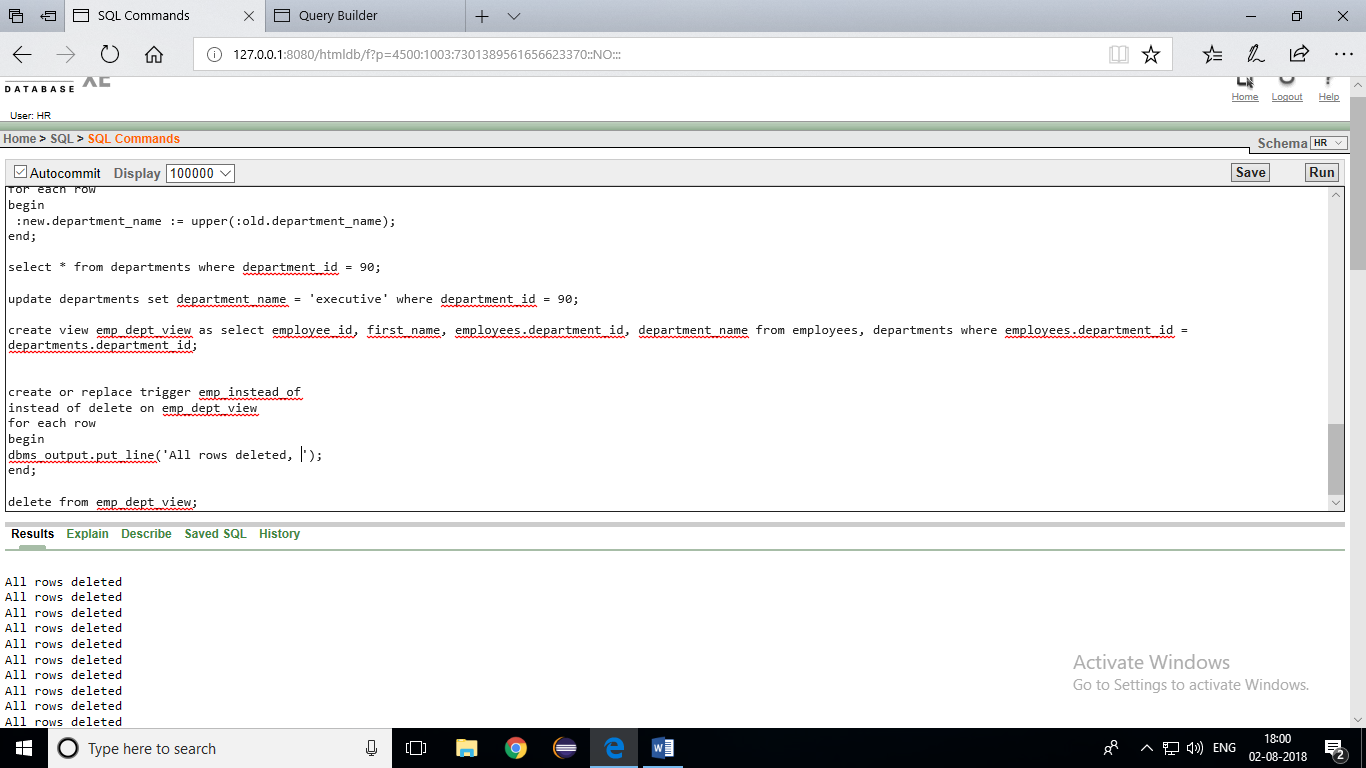 SQL Commands
Query Builder
127.0.0.1:8080/htmldb/f?p=4500:1003:7301389561656623370::NO:::
DATABASE XE
Home Logout Help
User: HR
Home > SQL > SQL Commands
Schema HR
Autocommit Display 100000 Save Run
for each row
begin
:new.department_name := upper(:old.department_name);
end;
select * from departments where department_id = 90;
update departments set department_name = 'executive' where department_id = 90;
create view emp_dept_view as select employee_id, first_name, employees.department_id, department_name from employees, departments where employees.department_id =
departments.department_id;
create or replace trigger emp_instead_of
instead of delete on emp_dept_view
for each row
begin
dbms_output.put_line('All rows deleted, ');
end;
delete from emp_dept_view;
Results Explain Describe Saved SQL History
All rows deleted
All rows deleted
All rows deleted
All rows deleted
All rows deleted
All rows deleted
All rows deleted
All rows deleted
All rows deleted
All rows deleted
Activate Windows
Go to Settings to activate Windows.
Type here to search
ENG
18:00
02-08-2018
2